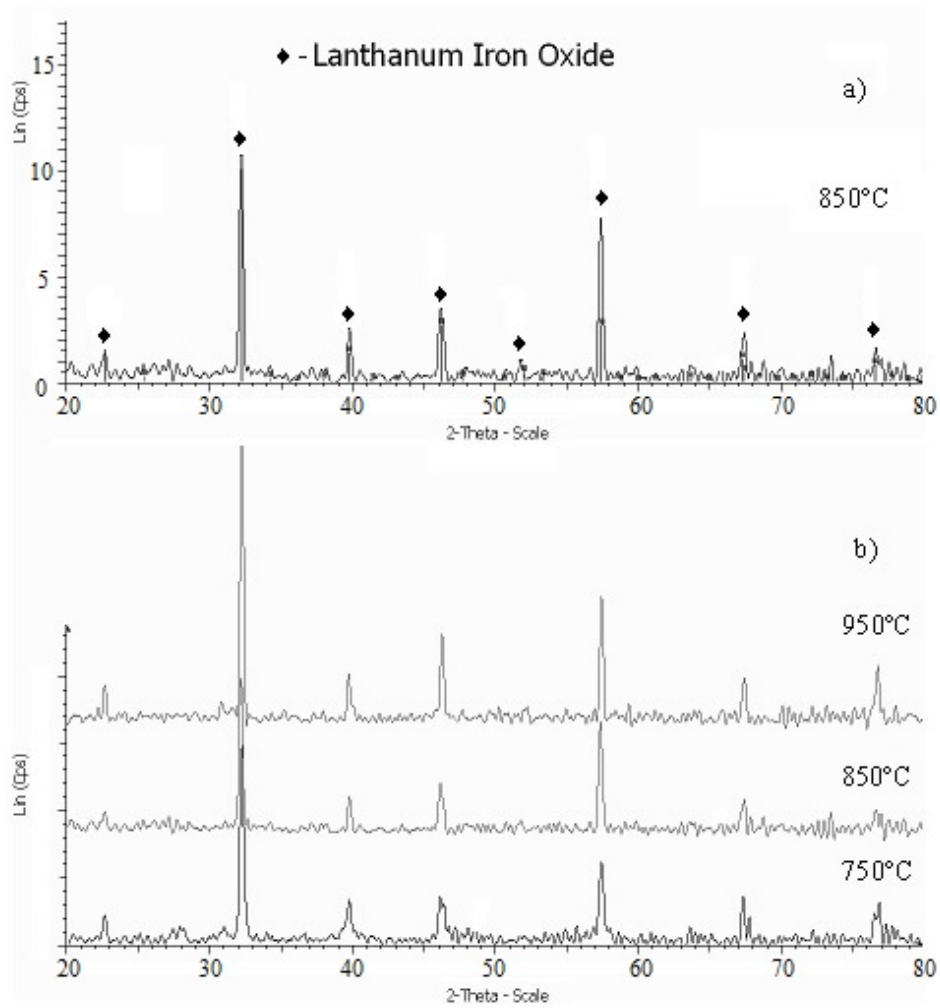 15
◆ - Lanthanum Iron Oxide
a)
Lin (Cps)
10
850°C
5
0
20 30 40 50 60 70 80
2-Theta - Scale
b)
950°C
Lin (Cps)
850°C
750°C
20 30 40 50 60 70 80
2-Theta - Scale